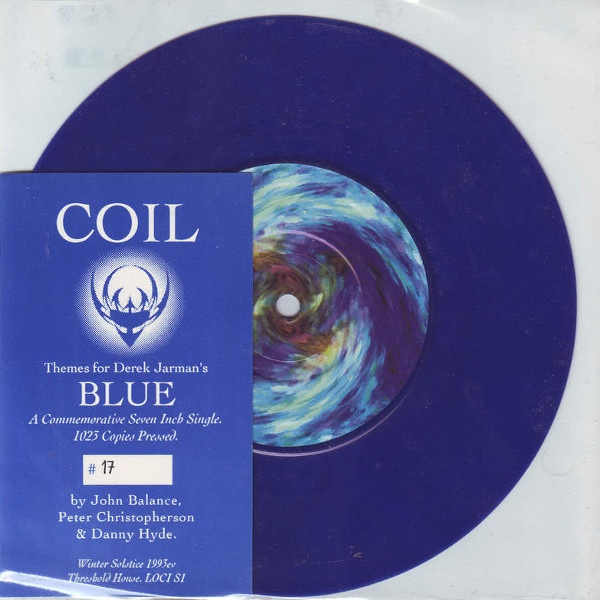 COIL
Themes for Derek Jarman's
BLUE
A Commemorative Seven Inch Single.
1023 Copies Pressed.
# 17
by John Balance,
Peter Christopherson
& Danny Hyde.
Winter Solstice 1993ev
Threshold House. LOCI S1